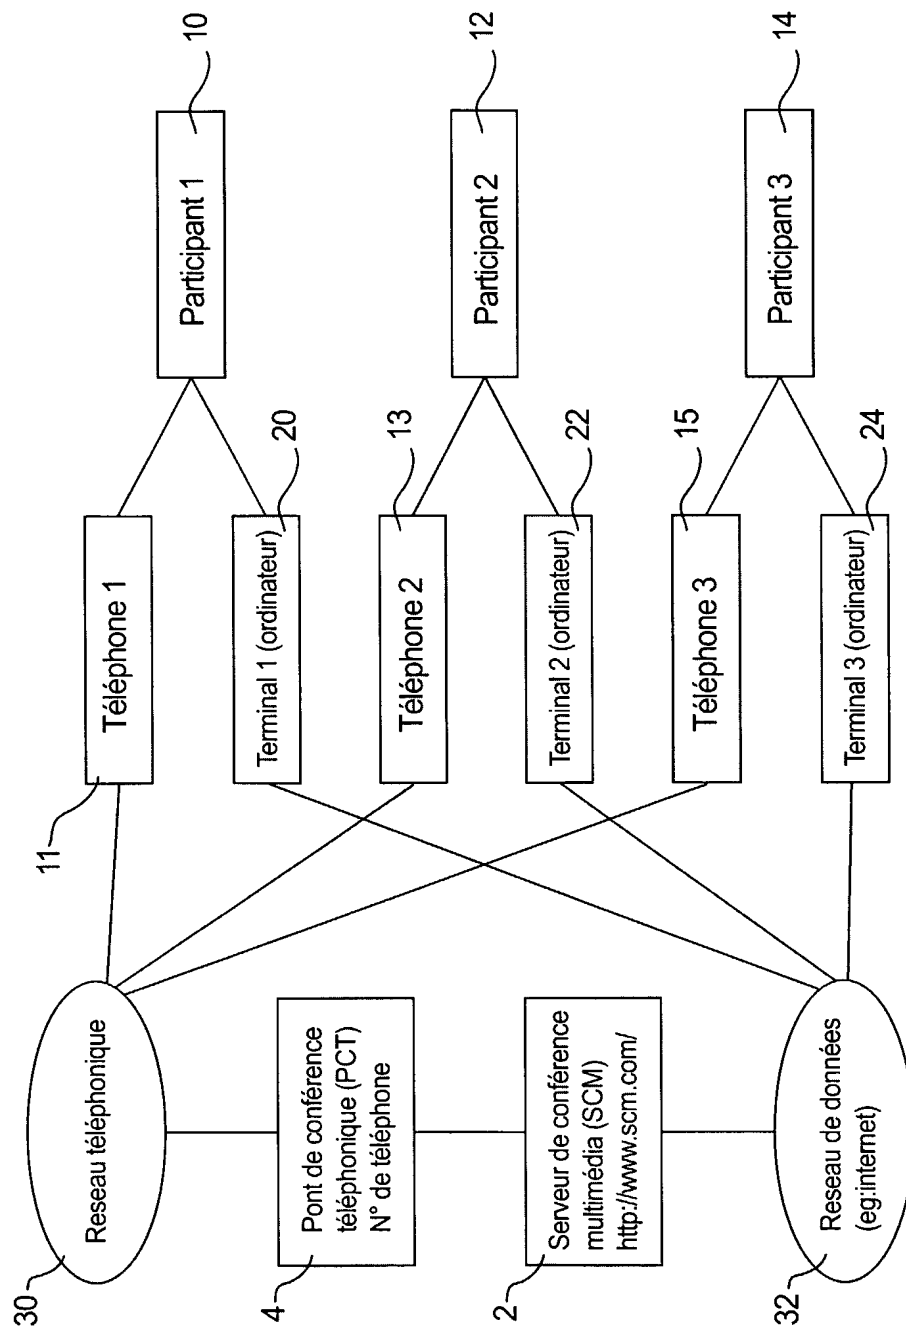 30
Reseau téléphonique
4
Pont de conférence
téléphonique (PCT)
N° de téléphone
2
Serveur de conférence
multimédia (SCM)
http://www.scm.com/
32
Reseau de données
(eg:internet)
11
Téléphone 1
20
Terminal 1 (ordinateur)
13
Téléphone 2
22
Terminal 2 (ordinateur)
15
Téléphone 3
24
Terminal 3 (ordinateur)
10
Participant 1
12
Participant 2
14
Participant 3